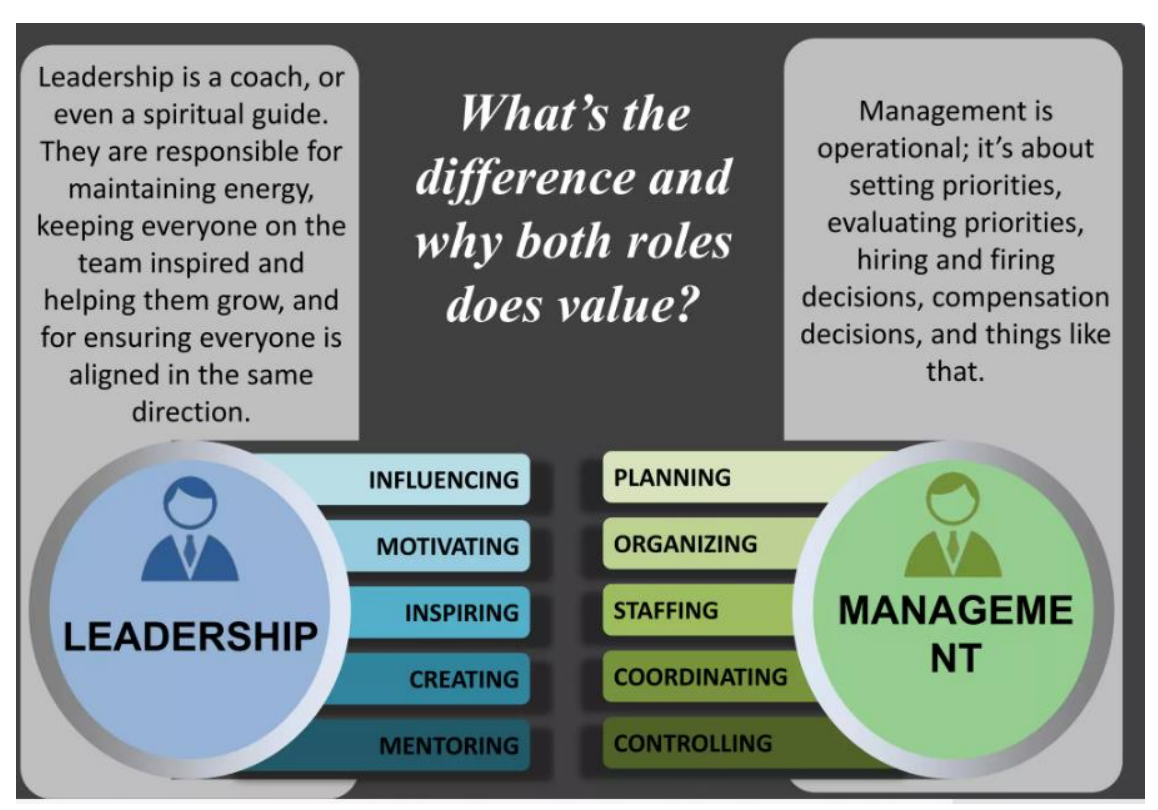 Leadership is a coach, or
even a spiritual guide.
They are responsible for
maintaining energy,
keeping everyone on the
team inspired and
helping them grow, and
for ensuring everyone is
aligned in the same
direction.
What’s the
difference and
why both roles
does value?
Management is
operational; it’s about
setting priorities,
evaluating priorities,
hiring and firing
decisions, compensation
decisions, and things like
that.
LEADERSHIP
INFLUENCING
MOTIVATING
INSPIRING
CREATING
MENTORING
PLANNING
ORGANIZING
STAFFING
COORDINATING
CONTROLLING
MANAGEME
NT